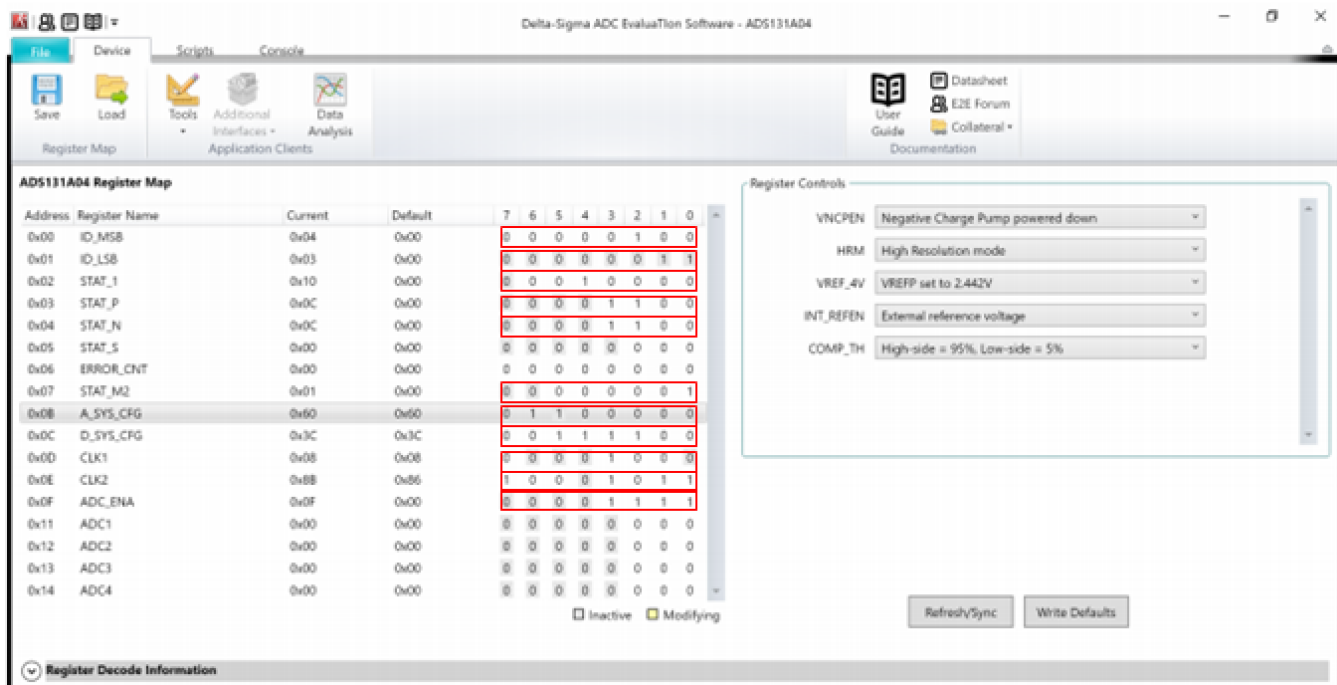 Delta-Sigma ADC EvaluaTIon Software - ADS131A04
File Device Scripts Console
Save Load Tools Additional Interfaces Data Analysis User Guide Datasheet E2E Forum Collateral
Register Map Application Clients Documentation
ADS131A04 Register Map
Address Register Name Current Default 7 6 5 4 3 2 1 0
0x00 ID_MSB 0x04 0x00 0 0 0 0 0 1 0 0
0x01 ID_LSB 0x03 0x00 0 0 0 0 0 0 1 1
0x02 STAT_1 0x10 0x00 0 0 0 1 0 0 0 0
0x03 STAT_P 0x0C 0x00 0 0 0 0 1 1 0 0
0x04 STAT_N 0x0C 0x00 0 0 0 0 1 1 0 0
0x05 STAT_S 0x00 0x00 0 0 0 0 0 0 0 0
0x06 ERROR_CNT 0x00 0x00 0 0 0 0 0 0 0 0
0x07 STAT_M2 0x01 0x00 0 0 0 0 0 0 0 1
0x0B A_SYS_CFG 0x60 0x60 0 1 1 0 0 0 0 0
0x0C D_SYS_CFG 0x3C 0x3C 0 0 1 1 1 1 0 0
0x0D CLK1 0x08 0x08 0 0 0 0 1 0 0 0
0x0E CLK2 0x8B 0x86 1 0 0 0 1 0 1 1
0x0F ADC_ENA 0x0F 0x00 0 0 0 0 1 1 1 1
0x11 ADC1 0x00 0x00 0 0 0 0 0 0 0 0
0x12 ADC2 0x00 0x00 0 0 0 0 0 0 0 0
0x13 ADC3 0x00 0x00 0 0 0 0 0 0 0 0
0x14 ADC4 0x00 0x00 0 0 0 0 0 0 0 0
Inactive Modifying
Register Controls
VNCPEN Negative Charge Pump powered down
HRM High Resolution mode
VREF_4V VREFP set to 2.442V
INT_REFEN External reference voltage
COMP_TH High-side = 95%, Low-side = 5%
Refresh/Sync Write Defaults
Register Decode Information